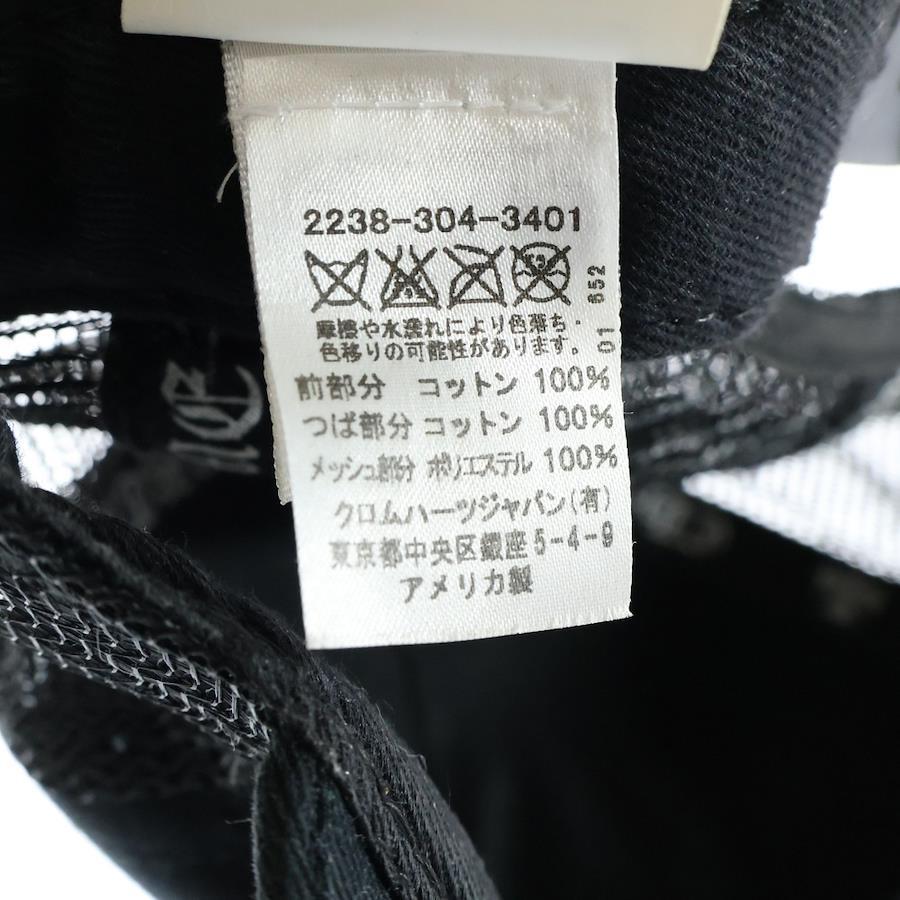 2238-304-3401
摩擦や水濡れにより色落ち・
色移りの可能性があります。
01 652
前部分 コットン 100%
つば部分 コットン 100%
メッシュ部分 ポリエステル 100%
クロムハーツジャパン(有)
東京都中央区銀座5-4-9
アメリカ製